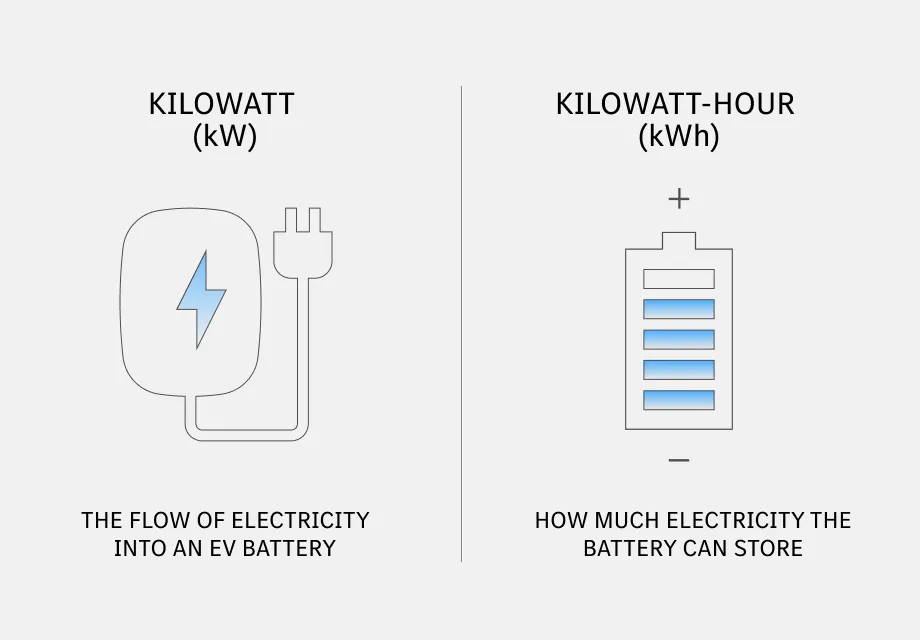 KILOWATT
(kW)
THE FLOW OF ELECTRICITY
INTO AN EV BATTERY
KILOWATT-HOUR
(kWh)
+
–
HOW MUCH ELECTRICITY THE
BATTERY CAN STORE